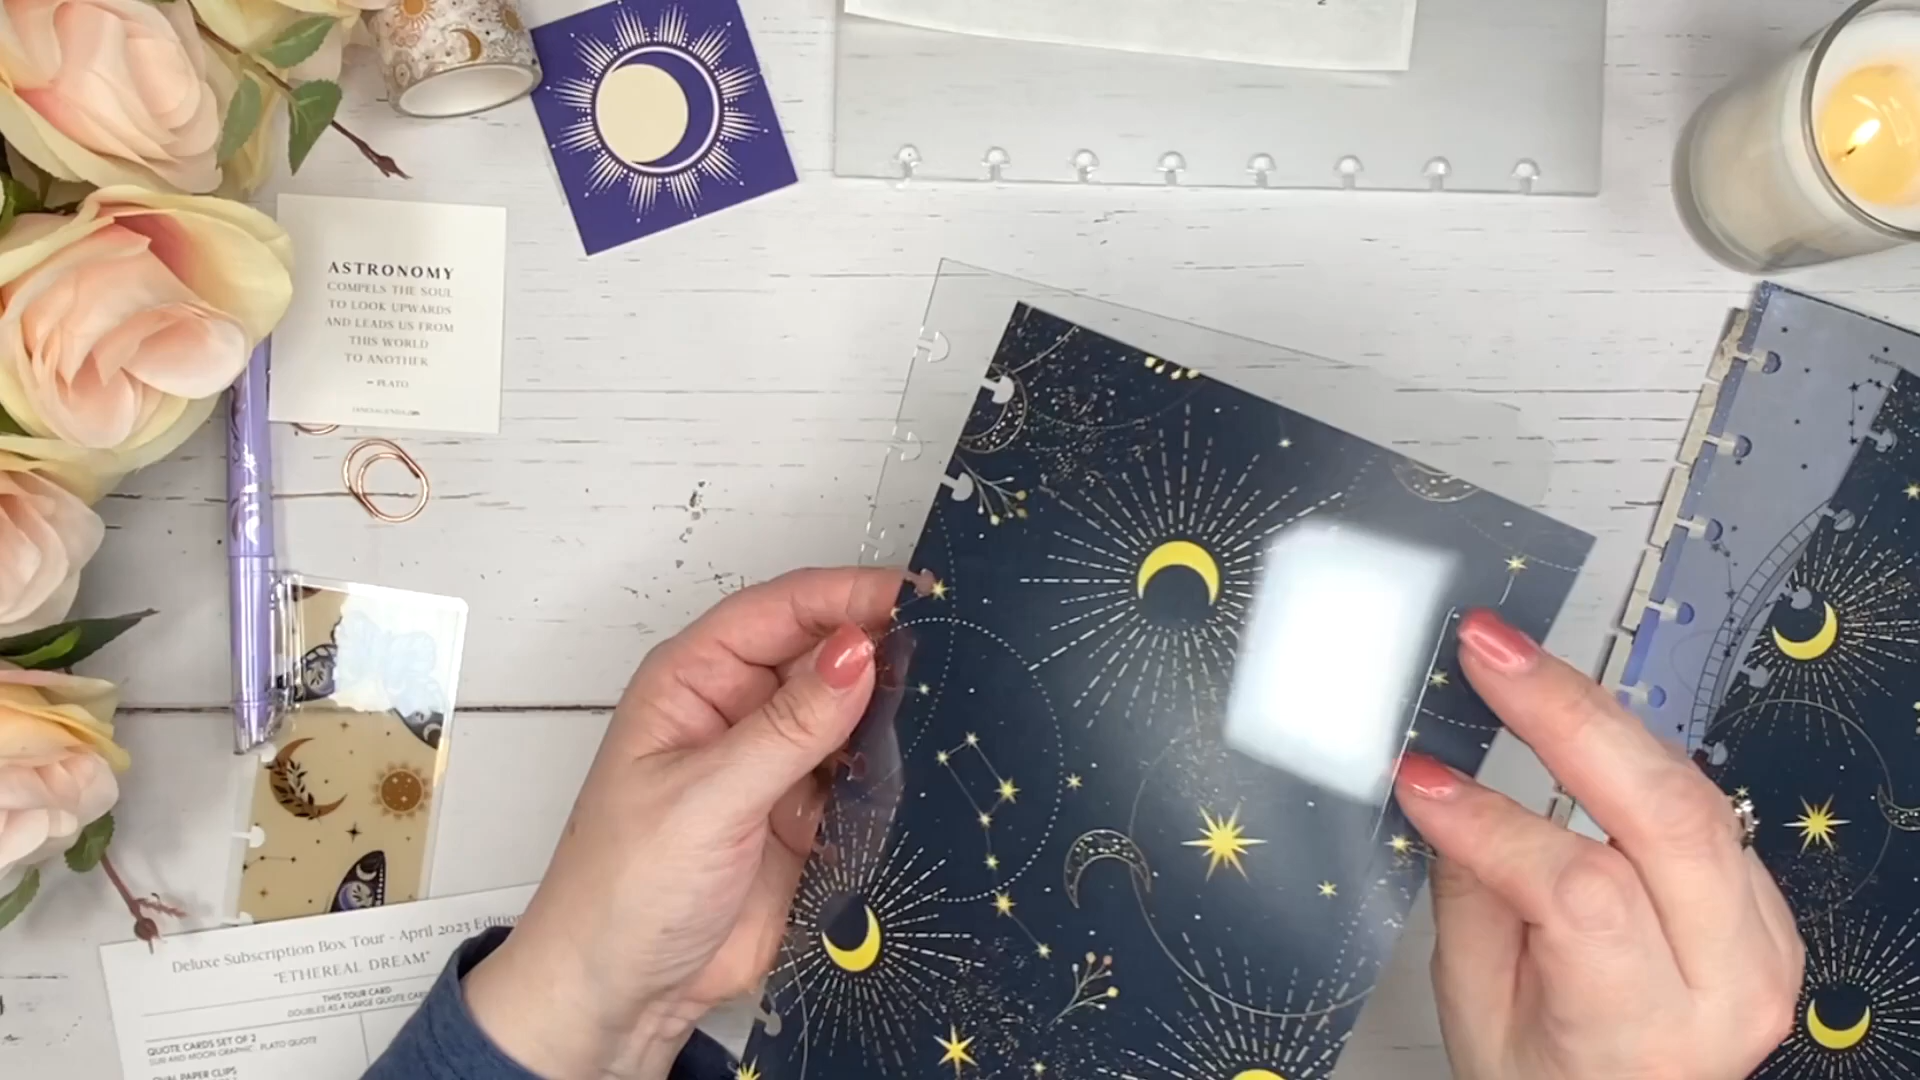 ASTRONOMY
COMPELS THE SOUL
TO LOOK UPWARDS
AND LEADS US FROM
THIS WORLD
TO ANOTHER
– PLATO
Deluxe Subscription Box Tour - April 2023 Edition
"ETHEREAL DREAM"
THIS TOUR CARD
DOUBLES AS A LARGE QUOTE CARD
QUOTE CARDS SET OF 2
SUN AND MOON GRAPHIC, PLATO QUOTE
OVAL PAPER CLIPS